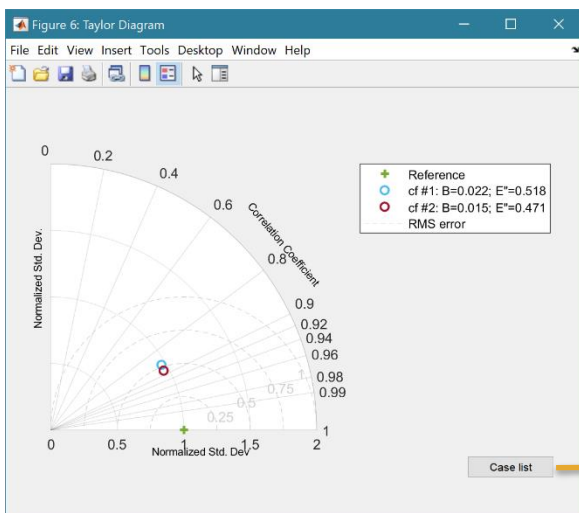 Figure 6: Taylor Diagram
File Edit View Insert Tools Desktop Window Help
0
0.2
0.4
0.6
0.8
0.9
0.92
0.94
0.96
0.98
0.99
1
Correlation Coefficient
Normalized Std. Dev.
1
0.75
0.5
0.25
0 0.5 1 1.5 2
Normalized Std. Dev
Reference
cf #1: B=0.022; E"=0.518
cf #2: B=0.015; E"=0.471
RMS error
Case list